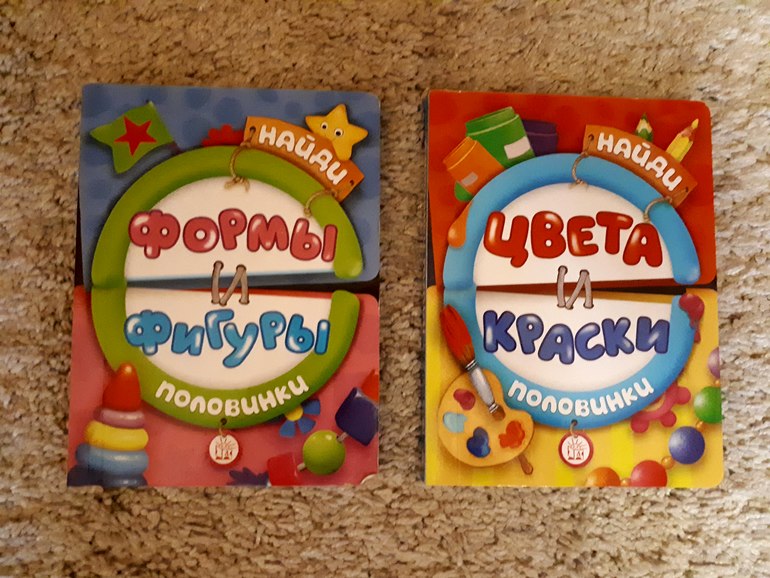 НАЙДИ
ФОРМЫ
И
ФИГУРЫ
ПОЛОВИНКИ
НАЙДИ
ЦВЕТА
И
КРАСКИ
ПОЛОВИНКИ